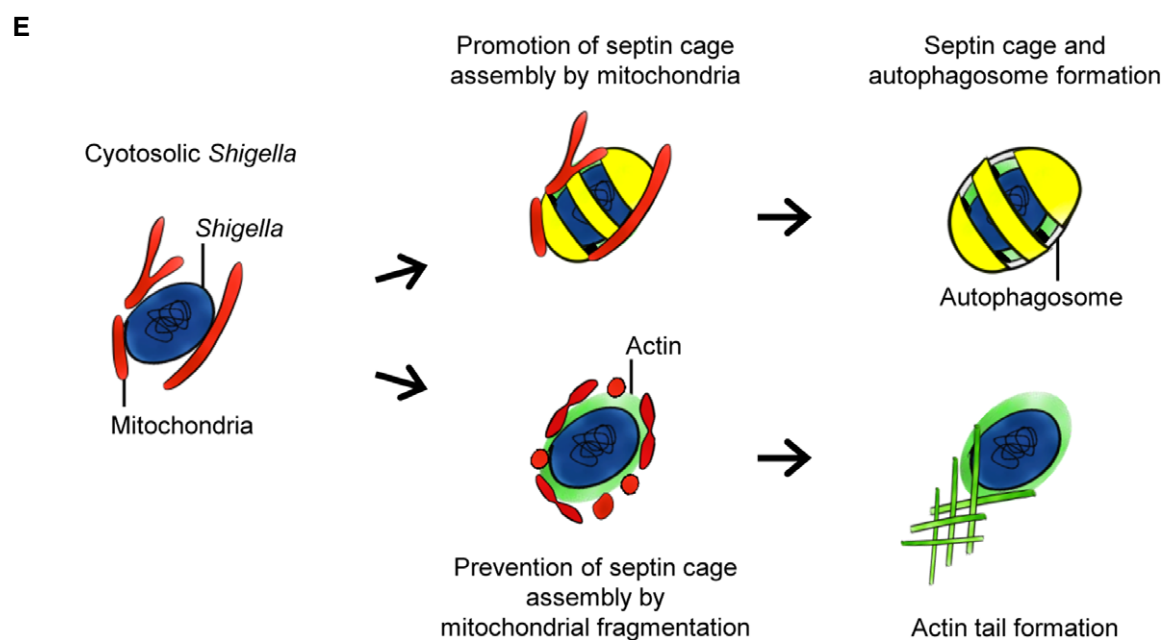 E
Promotion of septin cage
assembly by mitochondria
Septin cage and
autophagosome formation
Cyotosolic Shigella
Shigella
Mitochondria
Autophagosome
Actin
Prevention of septin cage
assembly by
mitochondrial fragmentation
Actin tail formation